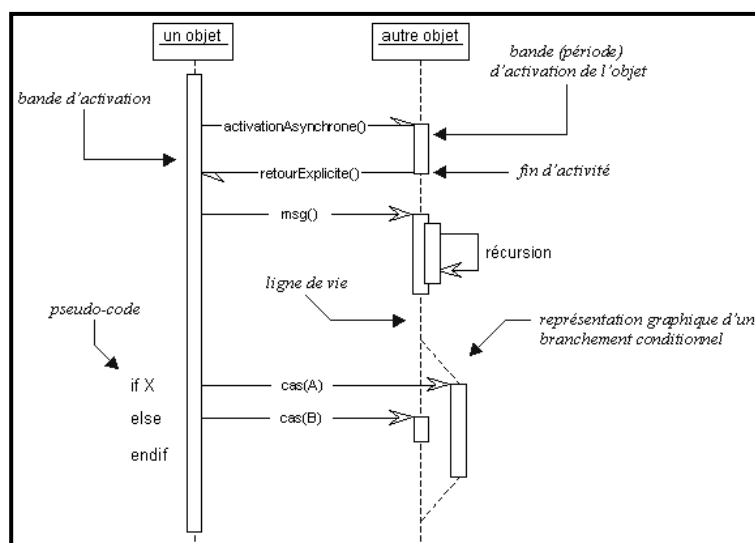 un objet
autre objet
bande (période)
d'activation de l'objet
bande d'activation
activationAsynchrone()
retourExplicite()
fin d'activité
msg()
récursion
ligne de vie
pseudo-code
représentation graphique d'un
branchement conditionnel
if X
cas(A)
else
cas(B)
endif